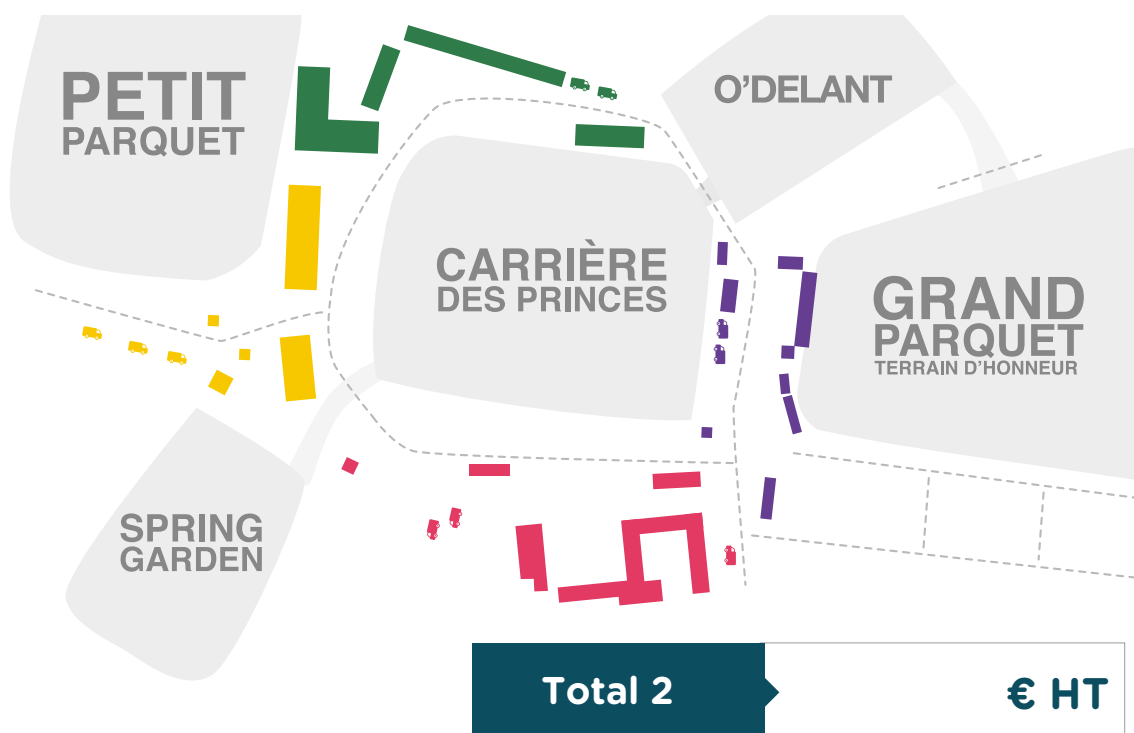 PETIT
PARQUET
O'DELANT
CARRIÈRE
DES PRINCES
GRAND
PARQUET
TERRAIN D'HONNEUR
SPRING
GARDEN
Total 2
€ HT